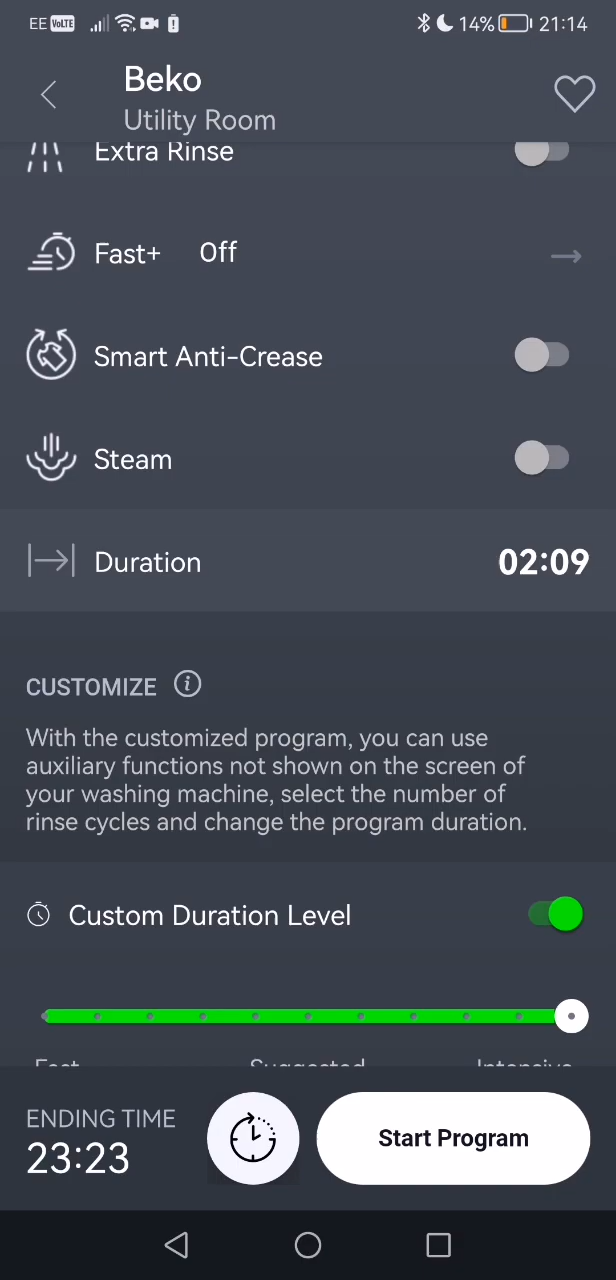 EE VoLTE 14% 21:14
Beko
Utility Room
Extra Rinse
Fast+ Off
Smart Anti-Crease
Steam
Duration 02:09
CUSTOMIZE
With the customized program, you can use
auxiliary functions not shown on the screen of
your washing machine, select the number of
rinse cycles and change the program duration.
Custom Duration Level
Fast Suggested Intensive
ENDING TIME
23:23
Start Program